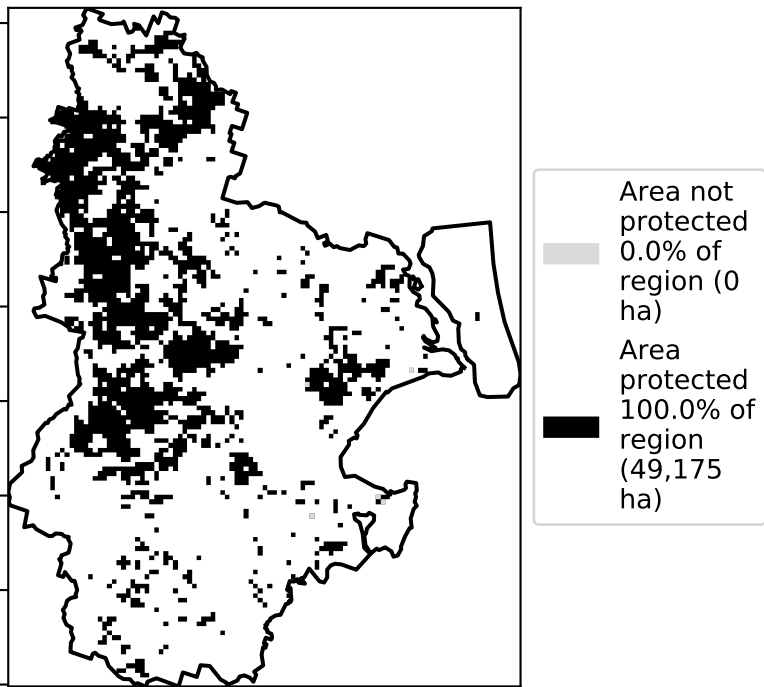 Area not
protected
0.0% of
region (0
ha)
Area
protected
100.0% of
region
(49,175
ha)